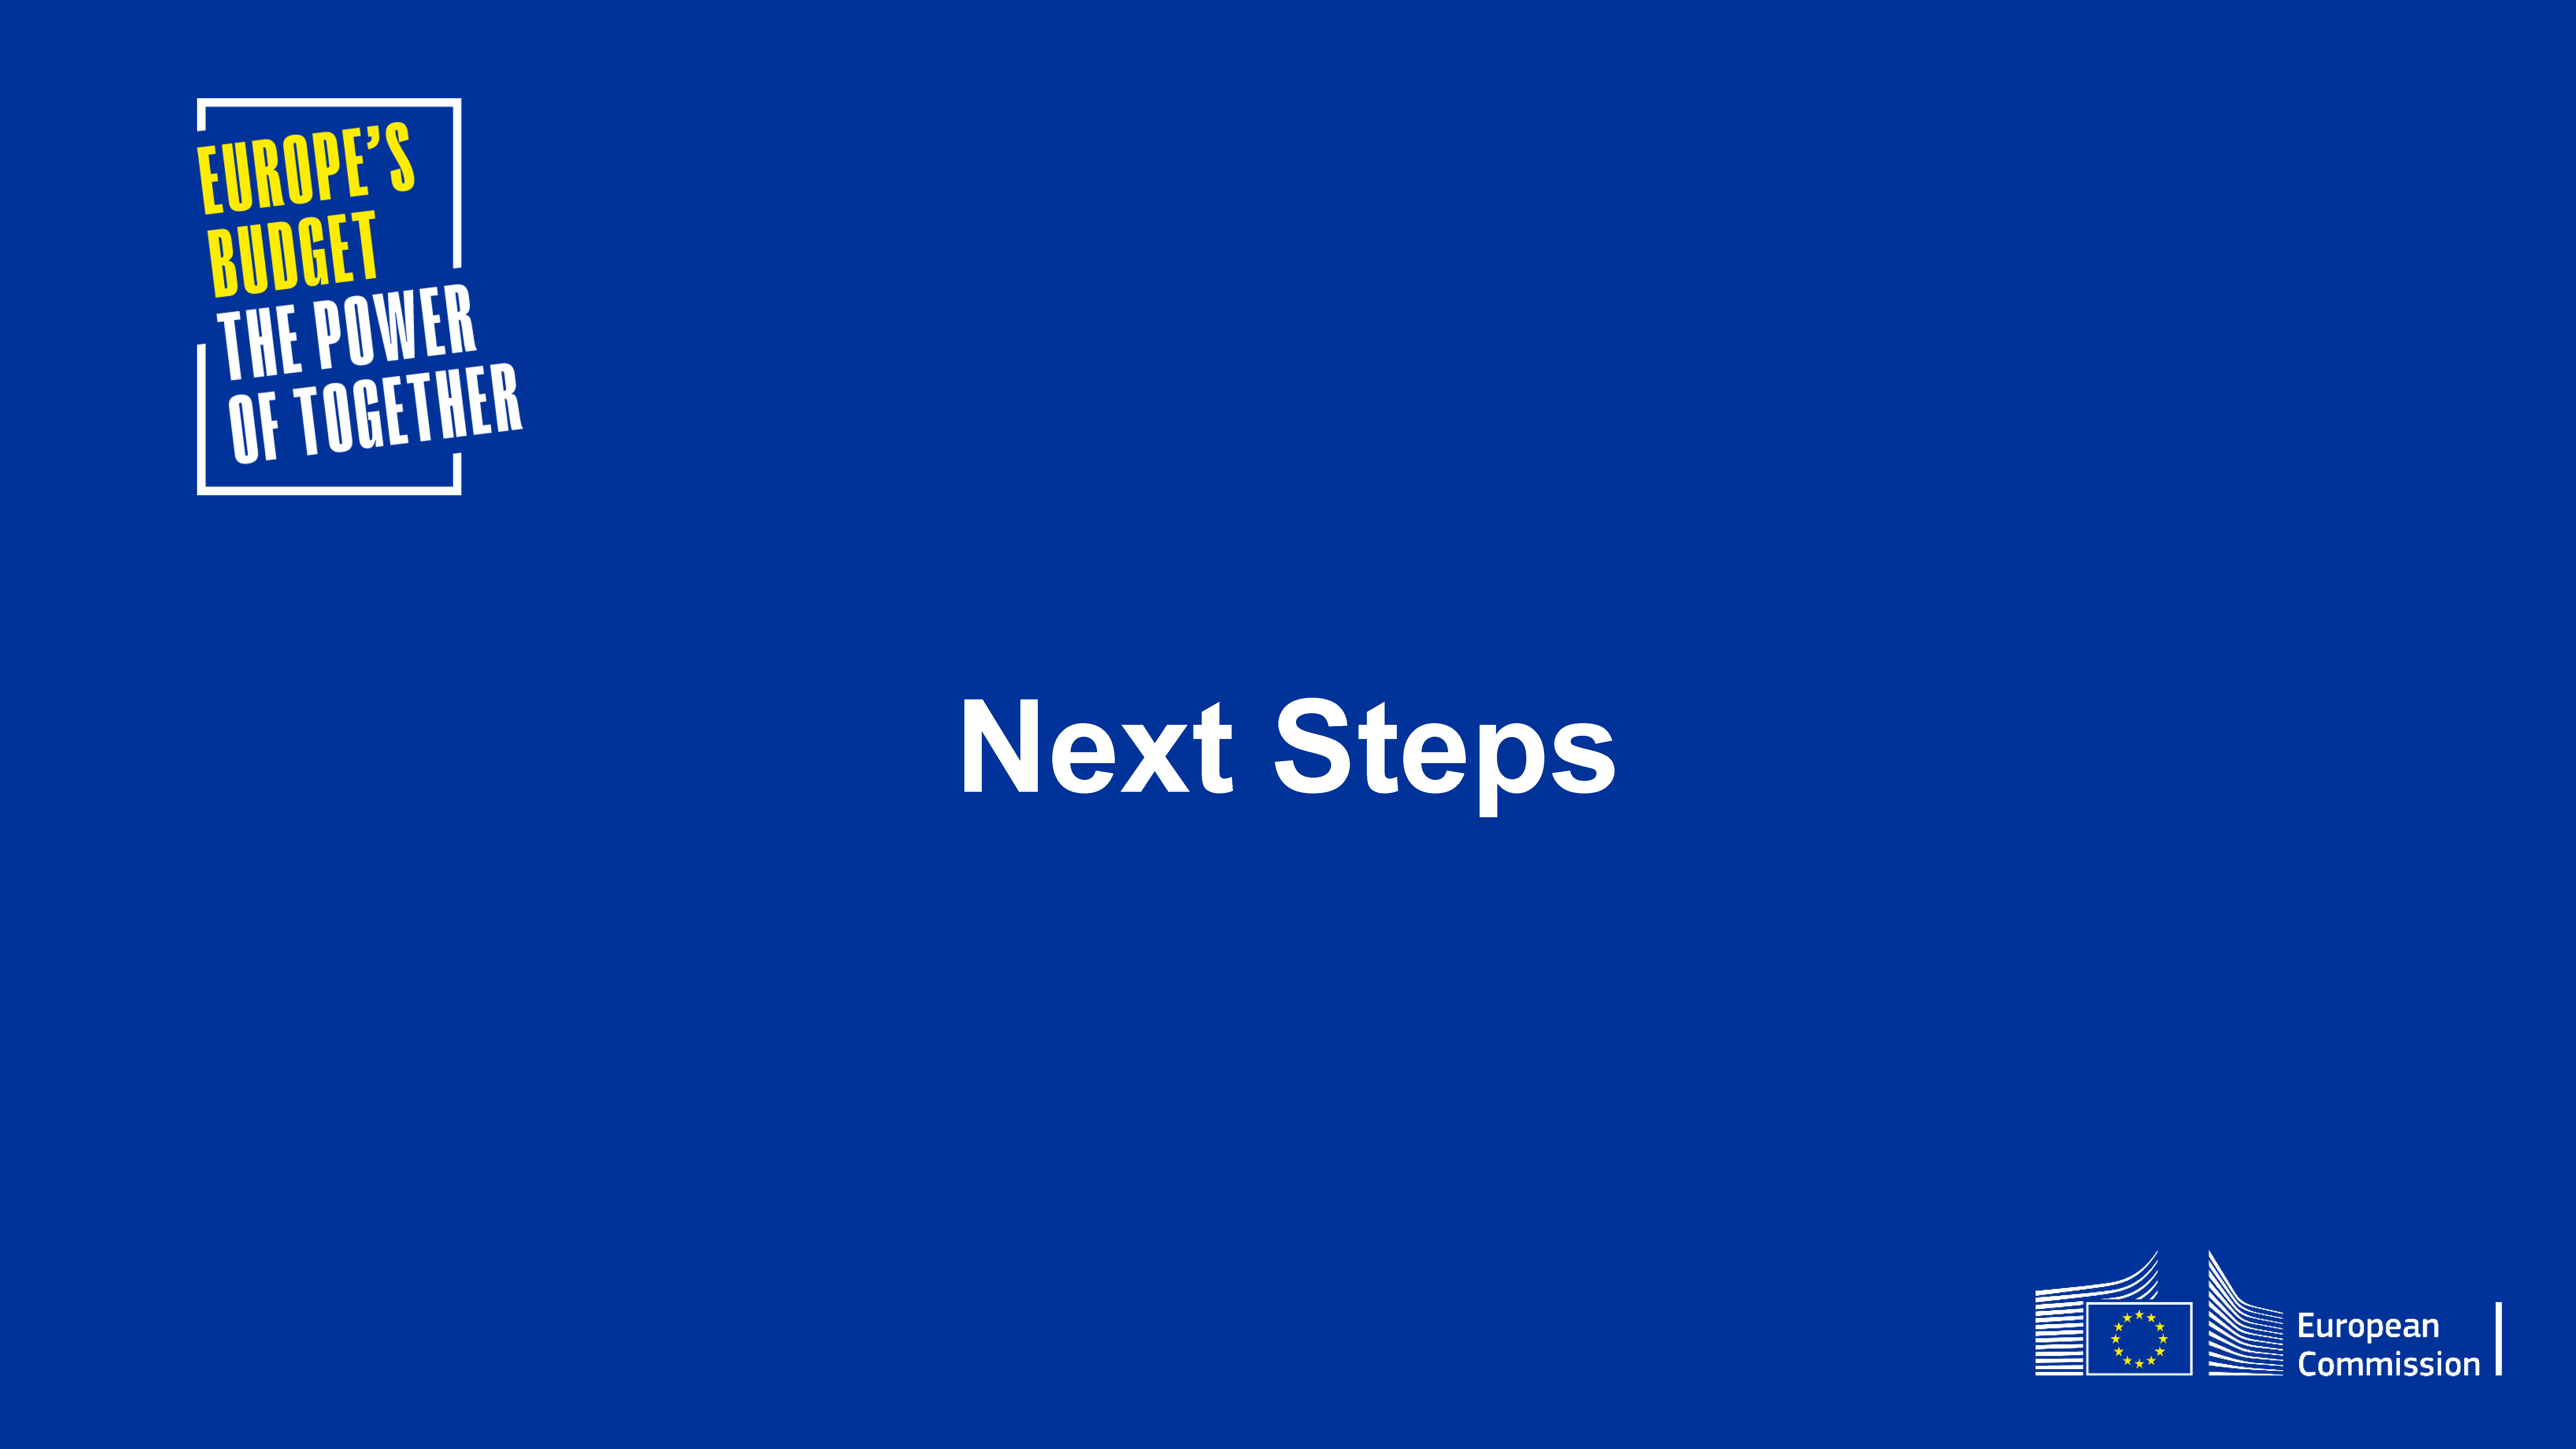 EUROPE’S
BUDGET
THE POWER
OF TOGETHER
Next Steps
European
Commission